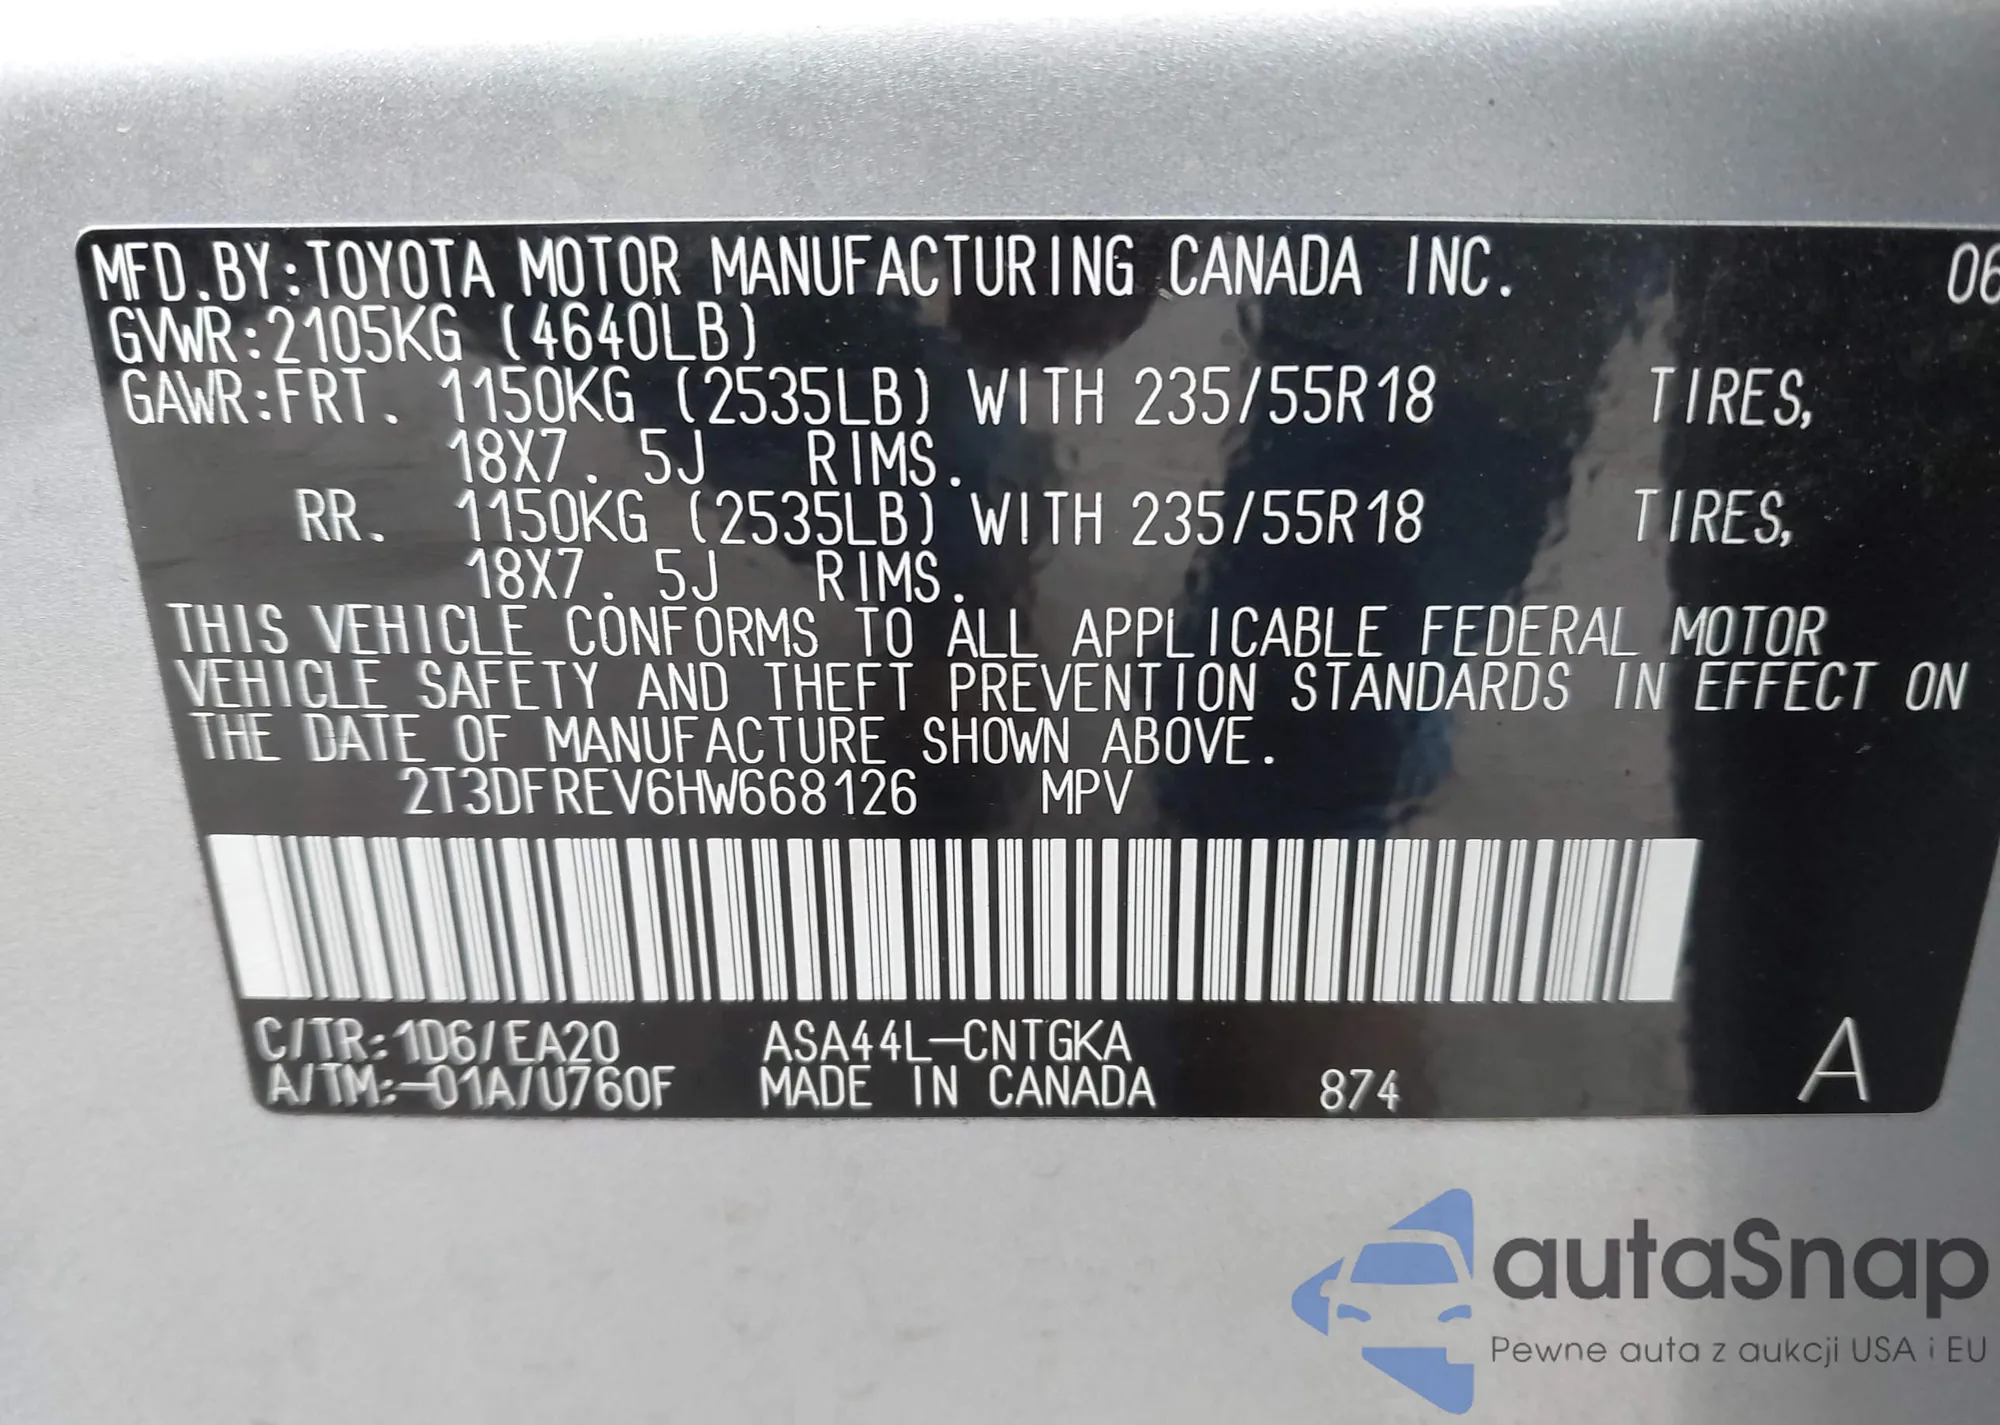 MFD.BY:TOYOTA MOTOR MANUFACTURING CANADA INC. 06
GVWR:2105KG (4640LB)
GAWR:FRT. 1150KG (2535LB) WITH 235/55R18 TIRES,
18X7. 5J RIMS.
RR. 1150KG (2535LB) WITH 235/55R18 TIRES,
18X7. 5J RIMS.
THIS VEHICLE CONFORMS TO ALL APPLICABLE FEDERAL MOTOR
VEHICLE SAFETY AND THEFT PREVENTION STANDARDS IN EFFECT ON
THE DATE OF MANUFACTURE SHOWN ABOVE.
2T3DFREV6HW668126 MPV
C/TR:1D6/EA20 ASA44L-CNTGKA
A/TM:-01A/U760F MADE IN CANADA 874 A
autaSnap
Pewne auta z aukcji USA i EU